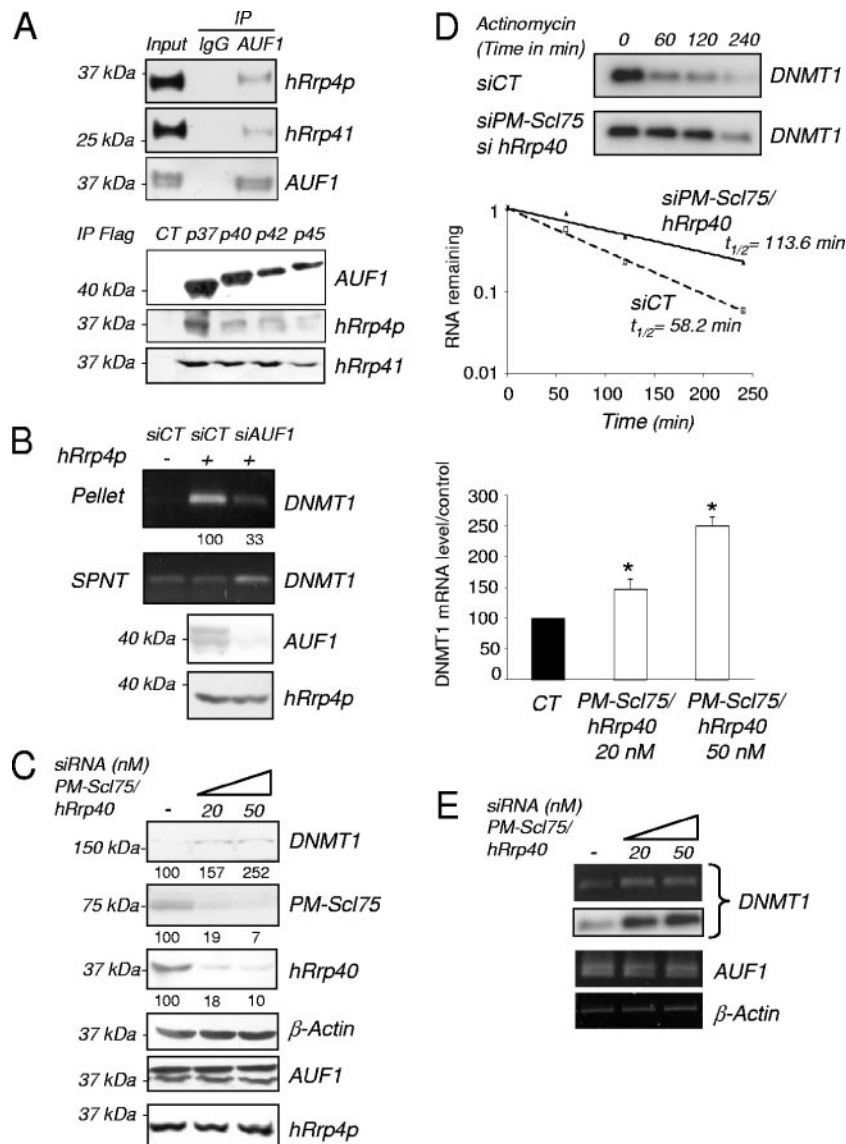 A
IP
Input IgG AUF1
37 kDa hRrp4p
25 kDa hRrp41
37 kDa AUF1
IP Flag CT p37 p40 p42 p45
40 kDa AUF1
37 kDa hRrp4p
37 kDa hRrp41
B
siCT siCT siAUF1
hRrp4p - + +
Pellet DNMT1
100 33
SPNT DNMT1
40 kDa AUF1
40 kDa hRrp4p
C
siRNA (nM)
PM-Scl75/
hRrp40 - 20 50
150 kDa DNMT1
100 157 252
75 kDa PM-Scl75
100 19 7
37 kDa hRrp40
100 18 10
37 kDa β-Actin
37 kDa AUF1
37 kDa hRrp4p
D
Actinomycin
(Time in min) 0 60 120 240
siCT DNMT1
siPM-Scl75
si hRrp40 DNMT1
RNA remaining
1
0.1
0.01
siPM-Scl75/
hRrp40
t1/2= 113.6 min
siCT
t1/2= 58.2 min
0 50 100 150 200 250
Time (min)
DNMT1 mRNA level/control
300
250
200
150
100
50
0
* *
CT PM-Scl75/ hRrp40 20 nM PM-Scl75/ hRrp40 50 nM
E
siRNA (nM)
PM-Scl75/
hRrp40 - 20 50
DNMT1
AUF1
β-Actin